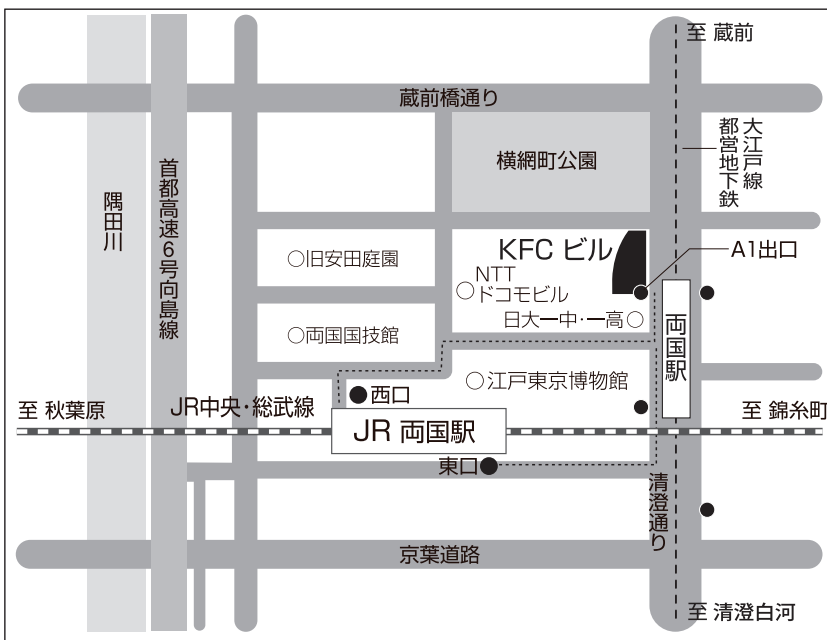 至 蔵前
蔵前橋通り
大江戸線
都営地下鉄
横網町公園
首都高速6号向島線
隅田川
KFC ビル
A1出口
旧安田庭園
NTT
ドコモビル
日大一中・一高
両国国技館
両国駅
江戸東京博物館
西口
至 秋葉原
JR中央・総武線
至 錦糸町
JR 両国駅
東口
清澄通り
京葉道路
至 清澄白河